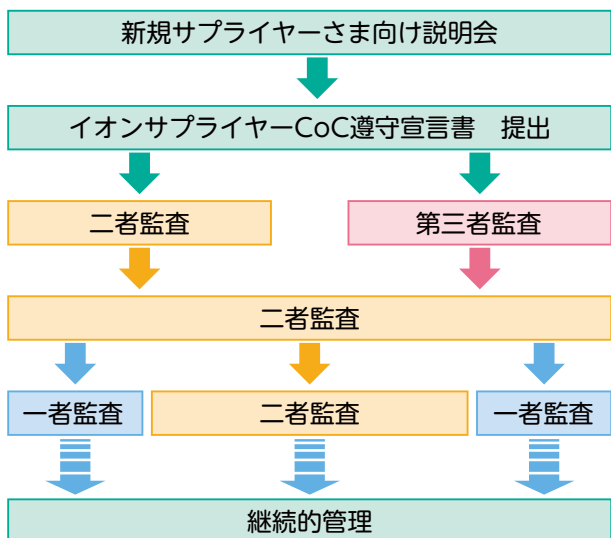 新規サプライヤーさま向け説明会
イオンサプライヤーCoC遵守宣言書　提出
二者監査
第三者監査
二者監査
一者監査
二者監査
一者監査
継続的管理